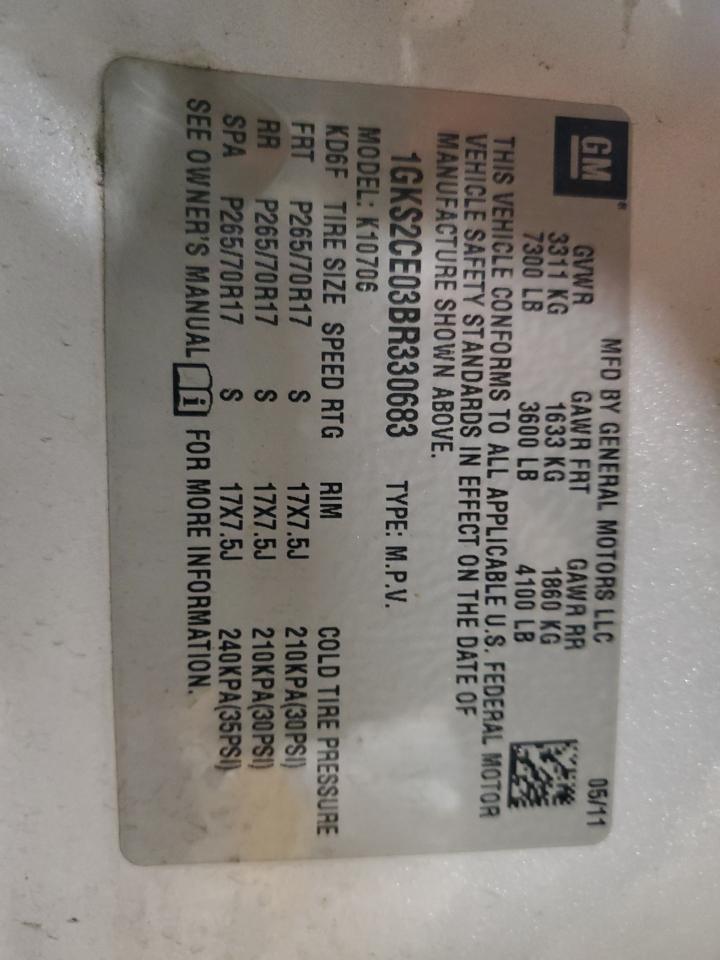 GM®
MFD BY GENERAL MOTORS LLC 05/11
GVWR GAWR FRT GAWR RR
3311 KG 1633 KG 1860 KG
7300 LB 3600 LB 4100 LB
THIS VEHICLE CONFORMS TO ALL APPLICABLE U.S. FEDERAL MOTOR
VEHICLE SAFETY STANDARDS IN EFFECT ON THE DATE OF
MANUFACTURE SHOWN ABOVE.
1GKS2CE03BR330683 TYPE: M.P.V.
MODEL: K10706
KD6F TIRE SIZE SPEED RTG RIM COLD TIRE PRESSURE
FRT P265/70R17 S 17X7.5J 210KPA(30PSI)
RR P265/70R17 S 17X7.5J 210KPA(30PSI)
SPA P265/70R17 S 17X7.5J 240KPA(35PSI)
SEE OWNER'S MANUAL i FOR MORE INFORMATION.